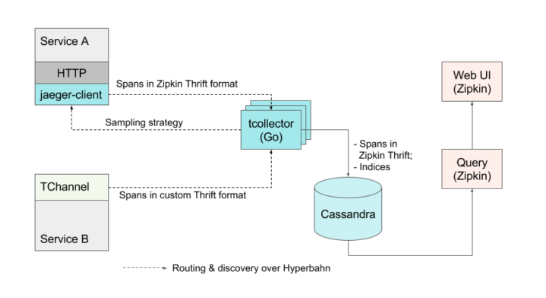 Service A
HTTP
jaeger-client
Spans in Zipkin Thrift format
Sampling strategy
tcollector
(Go)
- Spans in
Zipkin Thrift;
- Indices
Web UI
(Zipkin)
Query
(Zipkin)
TChannel
Spans in custom Thrift format
Service B
Cassandra
Routing & discovery over Hyperbahn